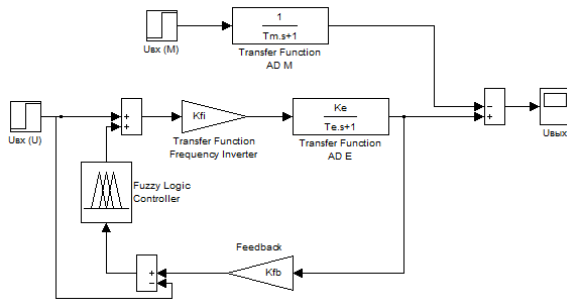 1
Tm.s+1
Uвх (M)
Transfer Function
AD M
Uвх (U)
+
+
Kfi
Transfer Function
Frequency Inverter
Ke
Te.s+1
Transfer Function
AD E
−
+
Uвых
Fuzzy Logic
Controller
Feedback
+
−
Kfb